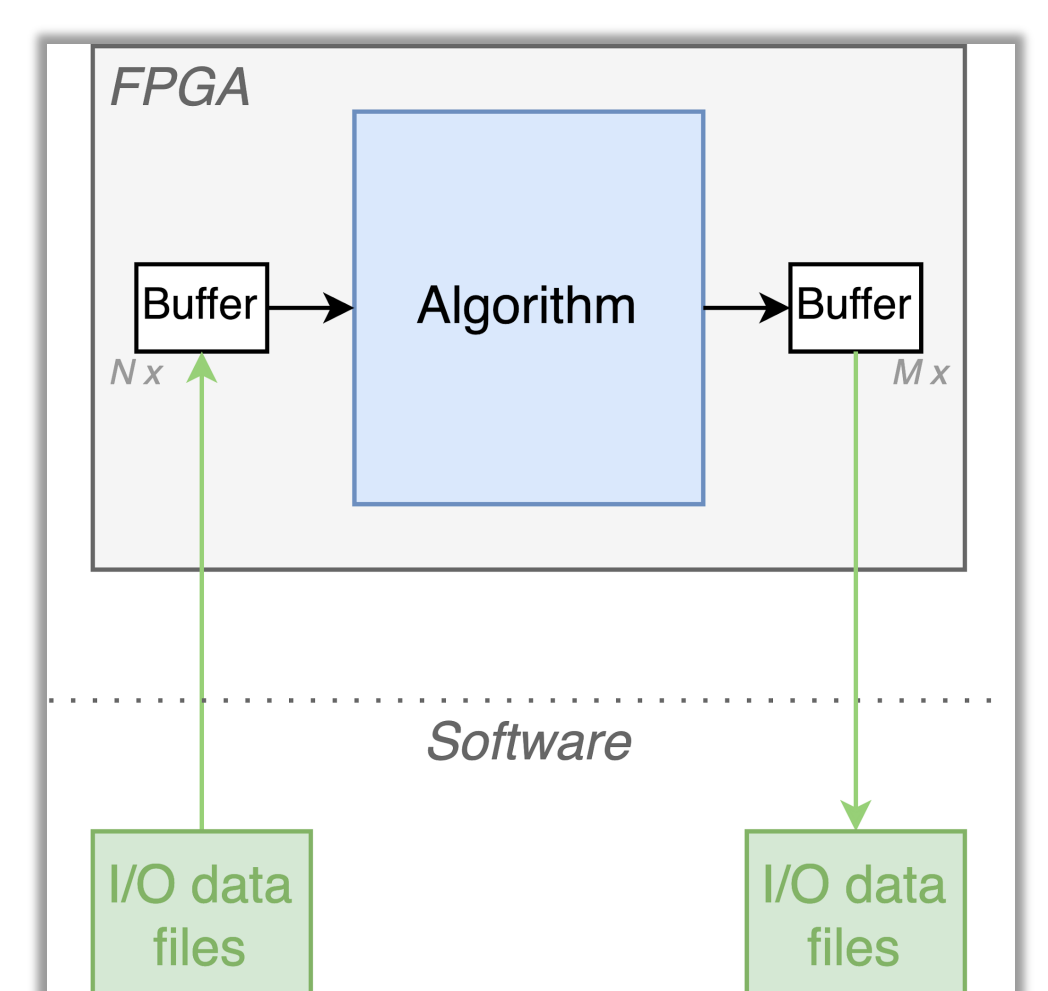 FPGA
Buffer
Algorithm
Buffer
N x
M x
Software
I/O data
files
I/O data
files